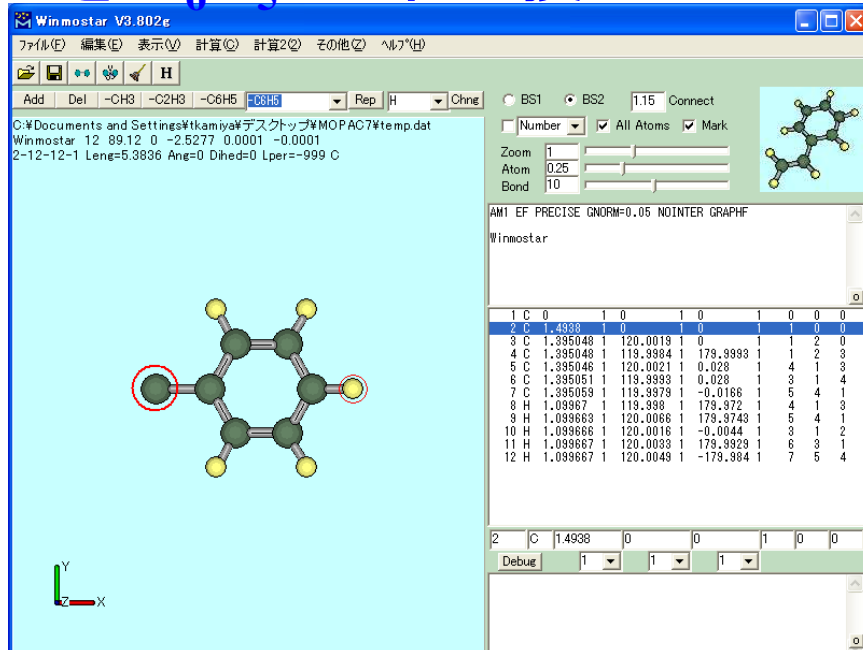 Winmostar V3.802g
ファイル(F) 編集(E) 表示(V) 計算(C) 計算2(2) その他(Z) ヘルプ(H)
H
Add Del -CH3 -C2H3 -C6H5 -C6H5 Rep H Chng
BS1 BS2 1.15 Connect
Number All Atoms Mark
Zoom 1
Atom 0.25
Bond 10
C:¥Documents and Settings¥tkamiya¥デスクトップ¥MOPAC7¥temp.dat
Winmostar 12 89.12 0 -2.5277 0.0001 -0.0001
2-12-12-1 Leng=5.3836 Ang=0 Dihed=0 Lper=-999 C
AM1 EF PRECISE GNORM=0.05 NOINTER GRAPHF
Winmostar
1 C 0 1 0 1 0 1 0 0 0
2 C 1.4938 1 0 1 0 1 1 0 0
3 C 1.395048 1 120.0019 1 0 1 1 2 0
4 C 1.395048 1 119.9984 1 179.9993 1 1 2 3
5 C 1.395046 1 120.0021 1 0.028 1 4 1 3
6 C 1.395051 1 119.9993 1 0.028 1 3 1 4
7 C 1.395059 1 119.9979 1 -0.0166 1 5 4 1
8 H 1.09967 1 119.998 1 179.972 1 4 1 3
9 H 1.099663 1 120.0066 1 179.9743 1 5 4 1
10 H 1.099666 1 120.0016 1 -0.0044 1 3 1 2
11 H 1.099667 1 120.0033 1 179.9929 1 6 3 1
12 H 1.099667 1 120.0049 1 -179.984 1 7 5 4
2 C 1.4938 0 0 1 0 0
Debug 1 1 1
Y
Z X